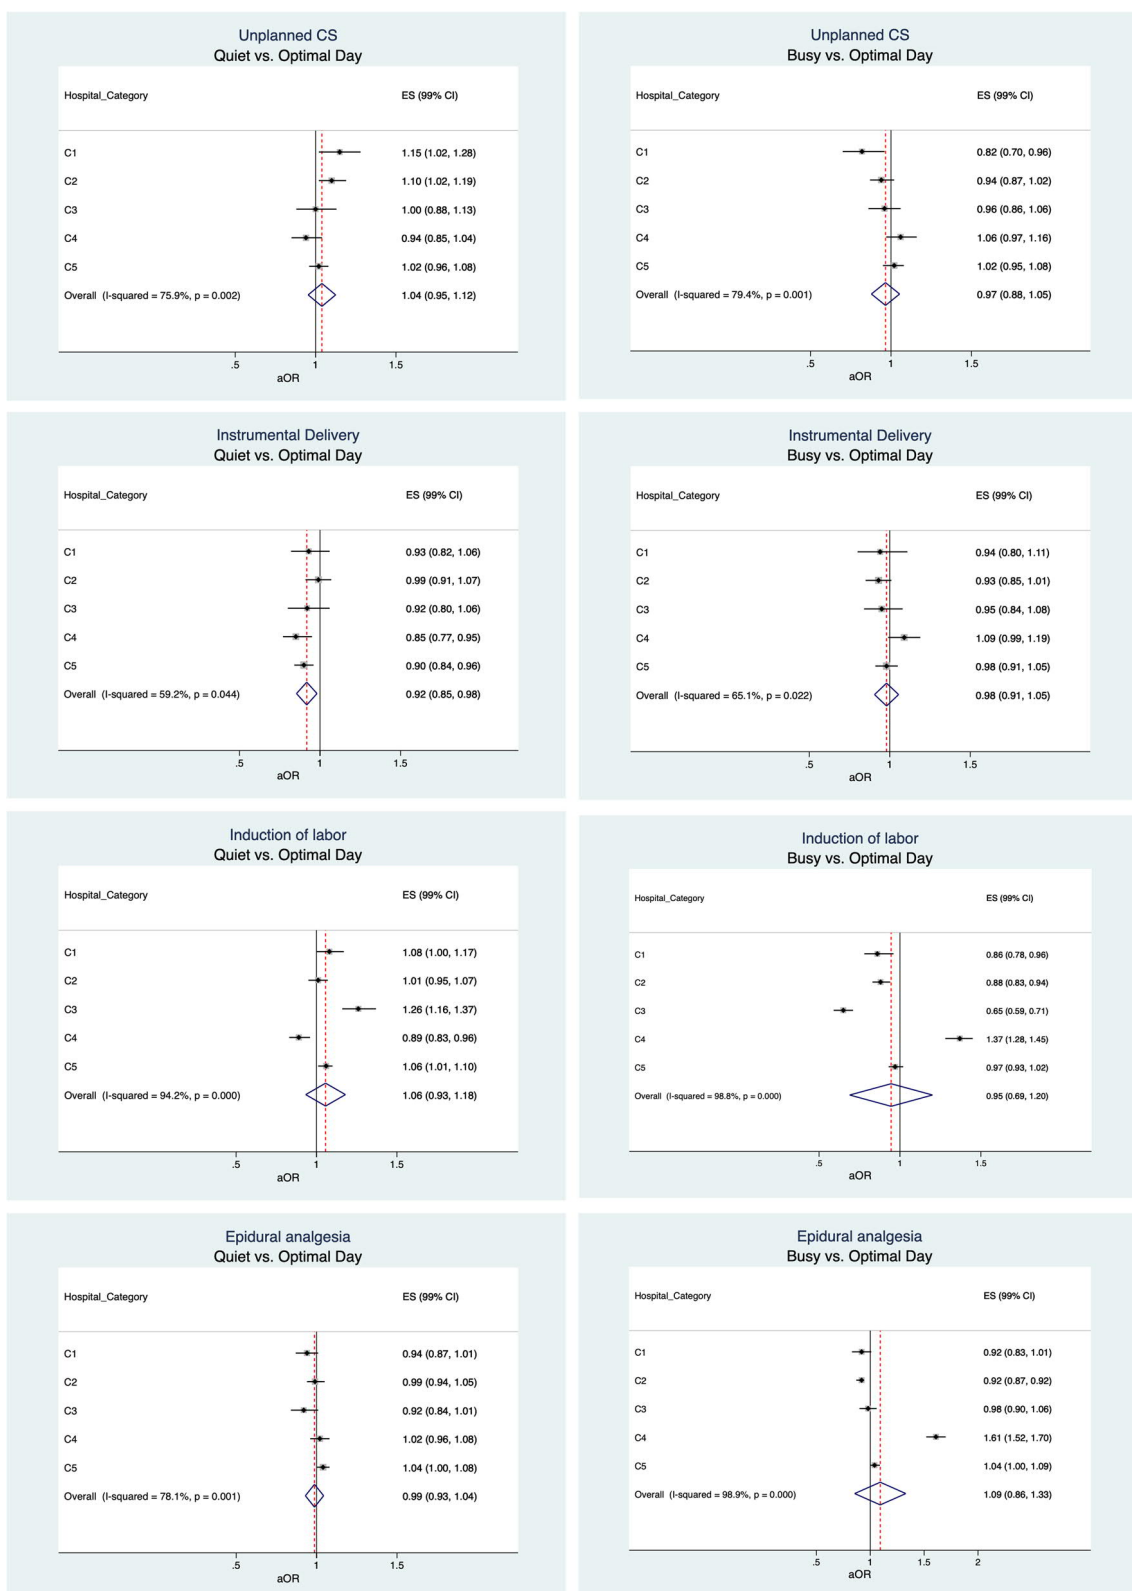 Unplanned CS
Quiet vs. Optimal Day
Hospital_Category ES (99% CI)
C1 1.15 (1.02, 1.28)
C2 1.10 (1.02, 1.19)
C3 1.00 (0.88, 1.13)
C4 0.94 (0.85, 1.04)
C5 1.02 (0.96, 1.08)
Overall (I-squared = 75.9%, p = 0.002) 1.04 (0.95, 1.12)
.5 1 1.5
aOR
Unplanned CS
Busy vs. Optimal Day
Hospital_Category ES (99% CI)
C1 0.82 (0.70, 0.96)
C2 0.94 (0.87, 1.02)
C3 0.96 (0.86, 1.06)
C4 1.06 (0.97, 1.16)
C5 1.02 (0.95, 1.08)
Overall (I-squared = 79.4%, p = 0.001) 0.97 (0.88, 1.05)
.5 1 1.5
aOR
Instrumental Delivery
Quiet vs. Optimal Day
Hospital_Category ES (99% CI)
C1 0.93 (0.82, 1.06)
C2 0.99 (0.91, 1.07)
C3 0.92 (0.80, 1.06)
C4 0.85 (0.77, 0.95)
C5 0.90 (0.84, 0.96)
Overall (I-squared = 59.2%, p = 0.044) 0.92 (0.85, 0.98)
.5 1 1.5
aOR
Instrumental Delivery
Busy vs. Optimal Day
Hospital_Category ES (99% CI)
C1 0.94 (0.80, 1.11)
C2 0.93 (0.85, 1.01)
C3 0.95 (0.84, 1.08)
C4 1.09 (0.99, 1.19)
C5 0.98 (0.91, 1.05)
Overall (I-squared = 65.1%, p = 0.022) 0.98 (0.91, 1.05)
.5 1 1.5
aOR
Induction of labor
Quiet vs. Optimal Day
Hospital_Category ES (99% CI)
C1 1.08 (1.00, 1.17)
C2 1.01 (0.95, 1.07)
C3 1.26 (1.16, 1.37)
C4 0.89 (0.83, 0.96)
C5 1.06 (1.01, 1.10)
Overall (I-squared = 94.2%, p = 0.000) 1.06 (0.93, 1.18)
.5 1 1.5
aOR
Induction of labor
Busy vs. Optimal Day
Hospital_Category ES (99% CI)
C1 0.86 (0.78, 0.96)
C2 0.88 (0.83, 0.94)
C3 0.65 (0.59, 0.71)
C4 1.37 (1.28, 1.45)
C5 0.97 (0.93, 1.02)
Overall (I-squared = 98.8%, p = 0.000) 0.95 (0.69, 1.20)
.5 1 1.5
aOR
Epidural analgesia
Quiet vs. Optimal Day
Hospital_Category ES (99% CI)
C1 0.94 (0.87, 1.01)
C2 0.99 (0.94, 1.05)
C3 0.92 (0.84, 1.01)
C4 1.02 (0.96, 1.08)
C5 1.04 (1.00, 1.08)
Overall (I-squared = 78.1%, p = 0.001) 0.99 (0.93, 1.04)
.5 1 1.5
aOR
Epidural analgesia
Busy vs. Optimal Day
Hospital_Category ES (99% CI)
C1 0.92 (0.83, 1.01)
C2 0.92 (0.87, 0.92)
C3 0.98 (0.90, 1.06)
C4 1.61 (1.52, 1.70)
C5 1.04 (1.00, 1.09)
Overall (I-squared = 98.9%, p = 0.000) 1.09 (0.86, 1.33)
.5 1 1.5 2
aOR